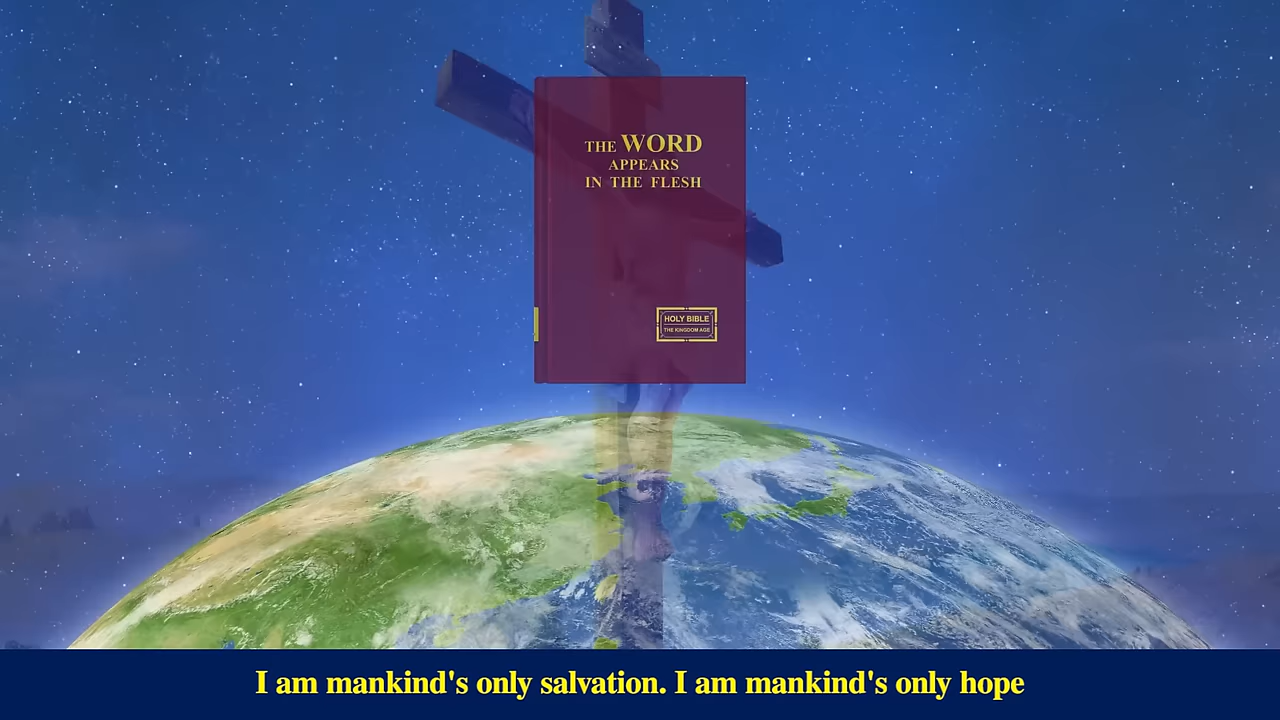 THE WORD
APPEARS
IN THE FLESH
HOLY BIBLE
THE KINGDOM AGE
I am mankind's only salvation. I am mankind's only hope